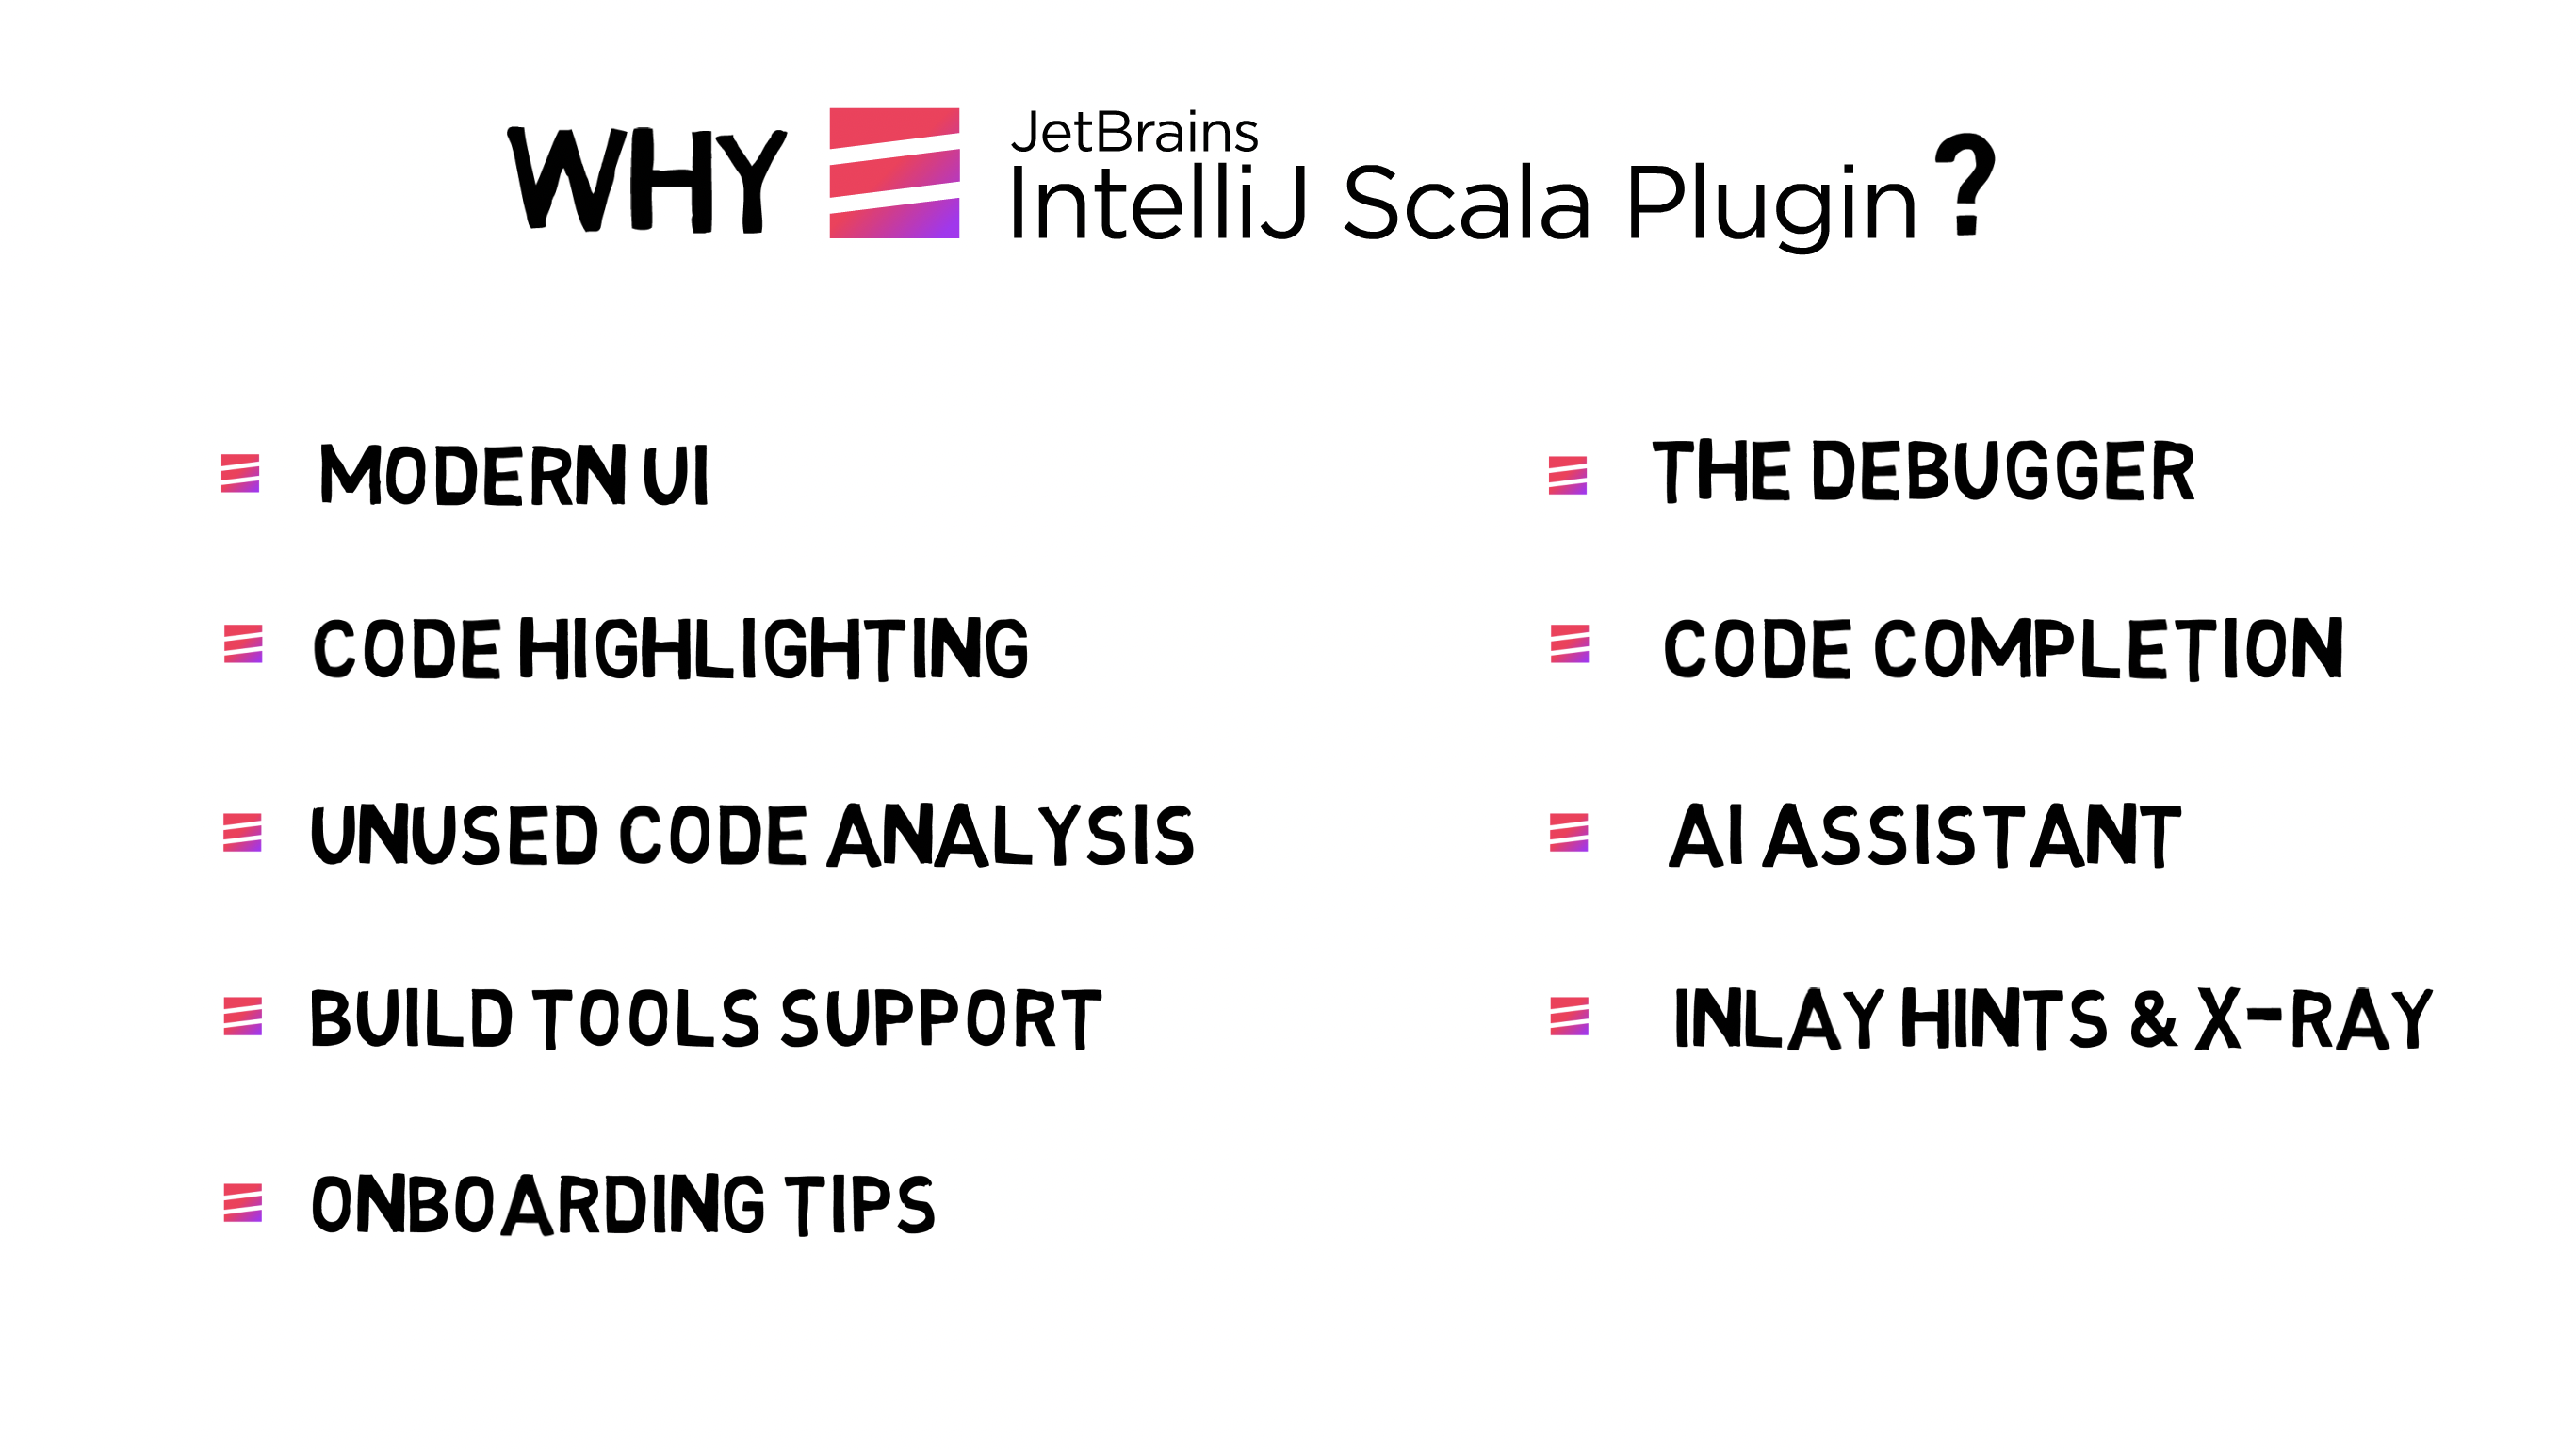 WHY JetBrains IntelliJ Scala Plugin?
MODERN UI
CODE HIGHLIGHTING
UNUSED CODE ANALYSIS
BUILD TOOLS SUPPORT
ONBOARDING TIPS
THE DEBUGGER
CODE COMPLETION
AI ASSISTANT
INLAY HINTS & X-RAY